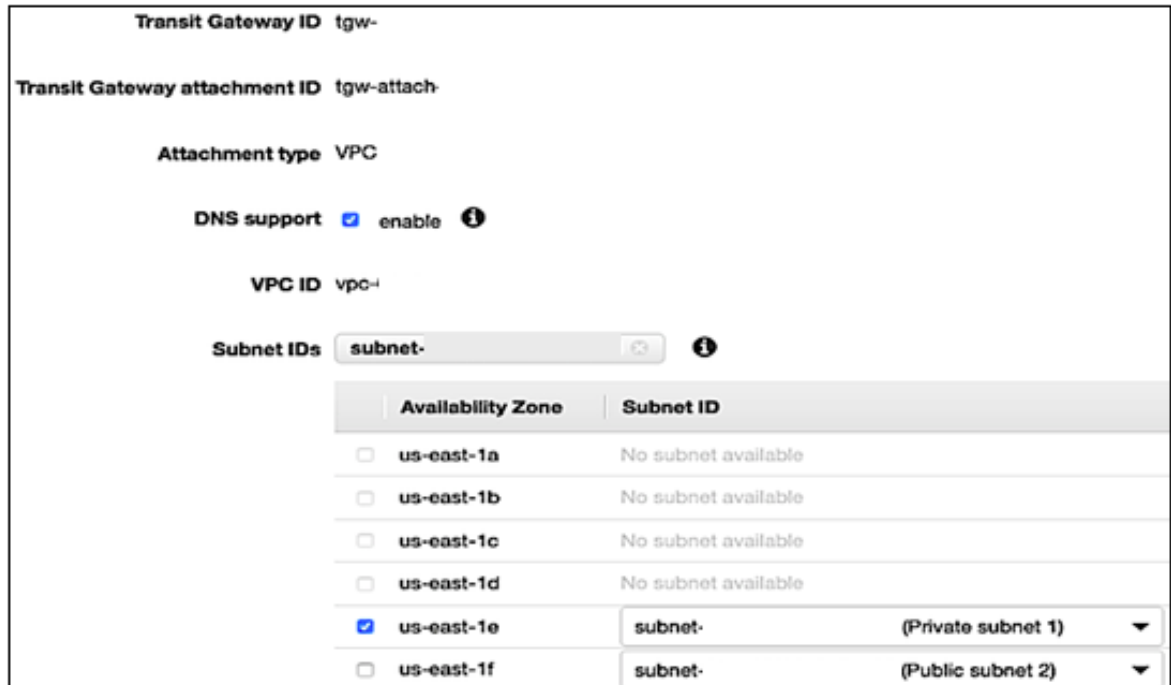 Transit Gateway ID tgw-
Transit Gateway attachment ID tgw-attach-
Attachment type VPC
DNS support enable
VPC ID vpc-
Subnet IDs subnet-
Availability Zone Subnet ID
us-east-1a No subnet available
us-east-1b No subnet available
us-east-1c No subnet available
us-east-1d No subnet available
us-east-1e subnet- (Private subnet 1)
us-east-1f subnet- (Public subnet 2)